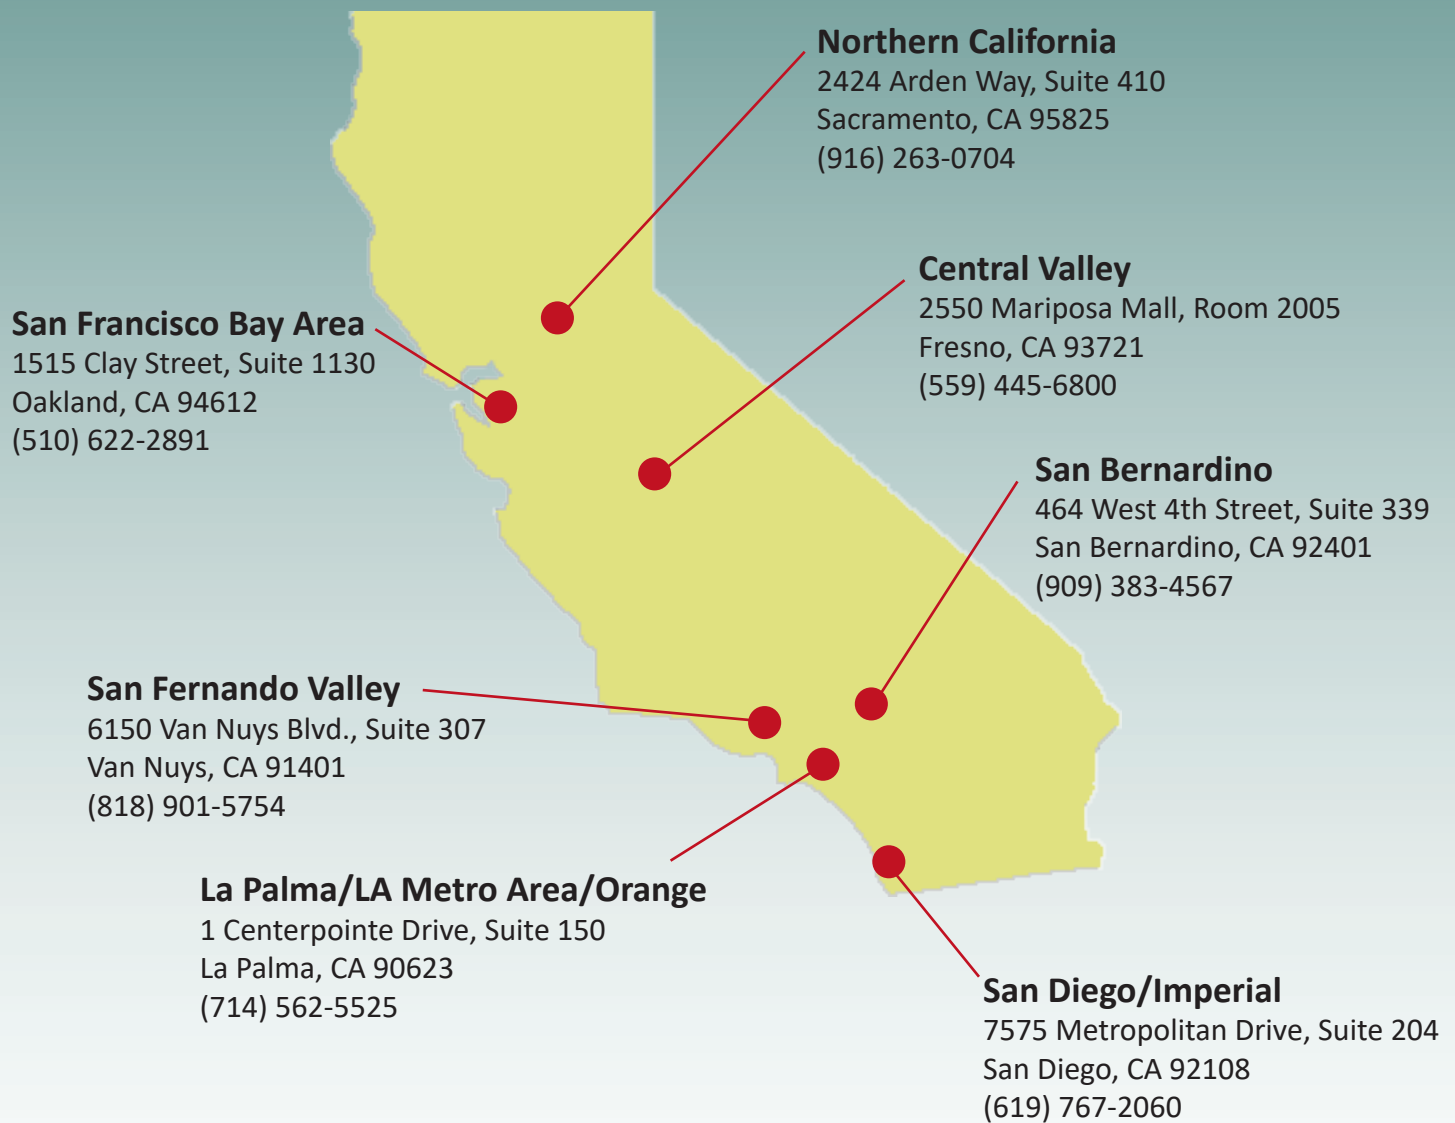 Northern California
2424 Arden Way, Suite 410
Sacramento, CA 95825
(916) 263-0704
Central Valley
2550 Mariposa Mall, Room 2005
Fresno, CA 93721
(559) 445-6800
San Francisco Bay Area
1515 Clay Street, Suite 1130
Oakland, CA 94612
(510) 622-2891
San Bernardino
464 West 4th Street, Suite 339
San Bernardino, CA 92401
(909) 383-4567
San Fernando Valley
6150 Van Nuys Blvd., Suite 307
Van Nuys, CA 91401
(818) 901-5754
La Palma/LA Metro Area/Orange
1 Centerpointe Drive, Suite 150
La Palma, CA 90623
(714) 562-5525
San Diego/Imperial
7575 Metropolitan Drive, Suite 204
San Diego, CA 92108
(619) 767-2060